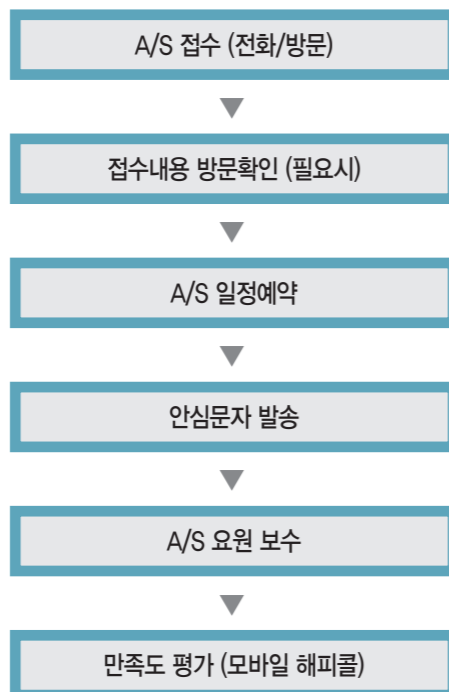 A/S 접수 (전화/방문)
접수내용 방문확인 (필요시)
A/S 일정예약
안심문자 발송
A/S 요원 보수
만족도 평가 (모바일 해피콜)